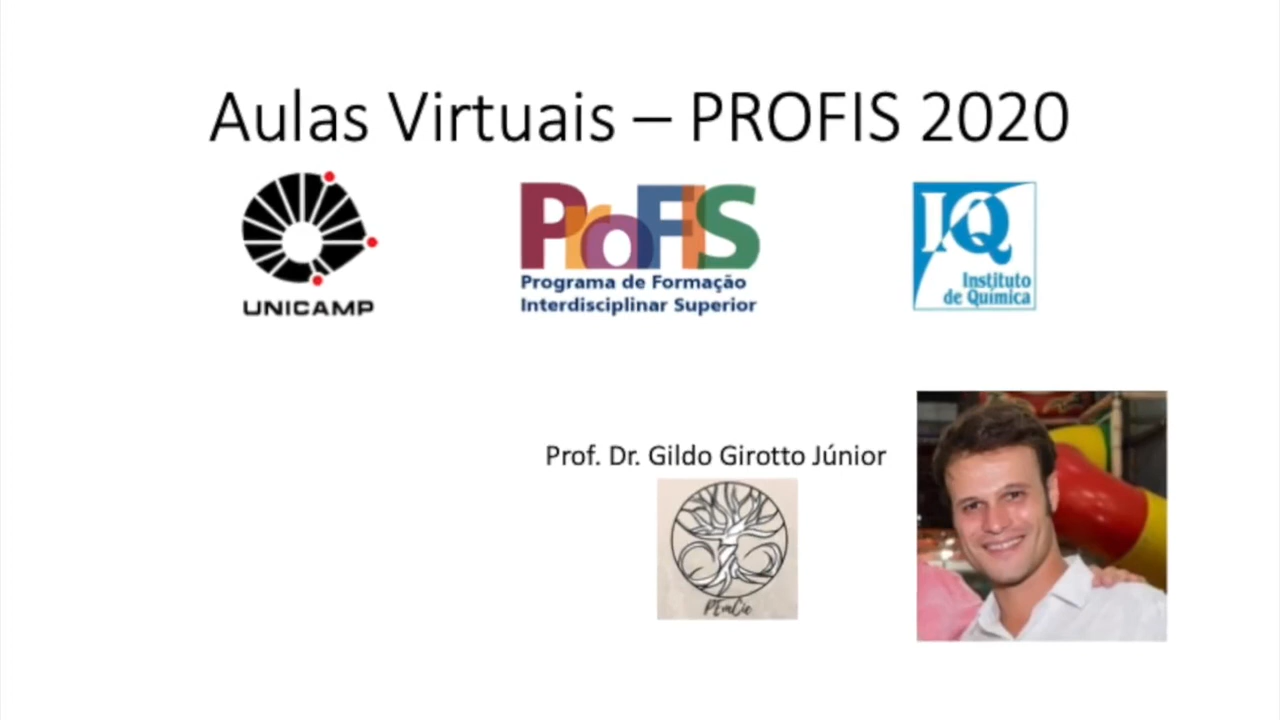 Aulas Virtuais – PROFIS 2020
UNICAMP
ProFIS
Programa de Formação
Interdisciplinar Superior
IQ
Instituto
de Química
Prof. Dr. Gildo Girotto Júnior
PEmCie